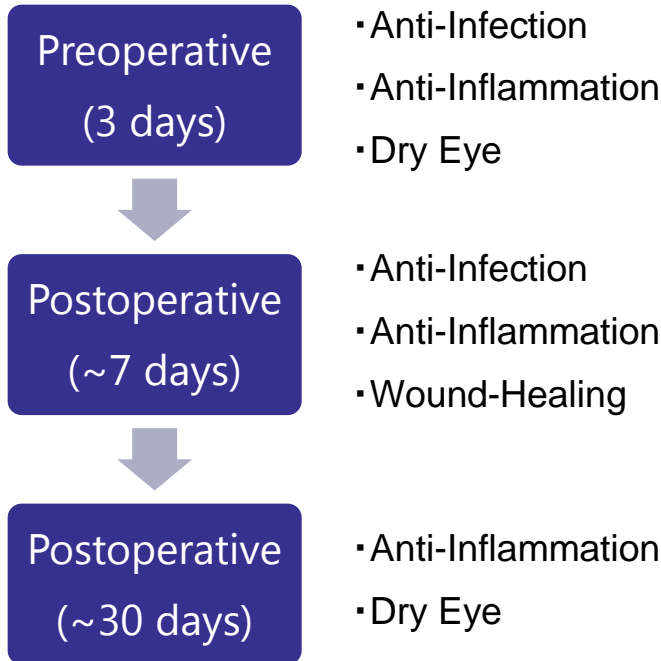 Preoperative
(3 days)
・Anti-Infection
・Anti-Inflammation
・Dry Eye
Postoperative
(~7 days)
・Anti-Infection
・Anti-Inflammation
・Wound-Healing
Postoperative
(~30 days)
・Anti-Inflammation
・Dry Eye